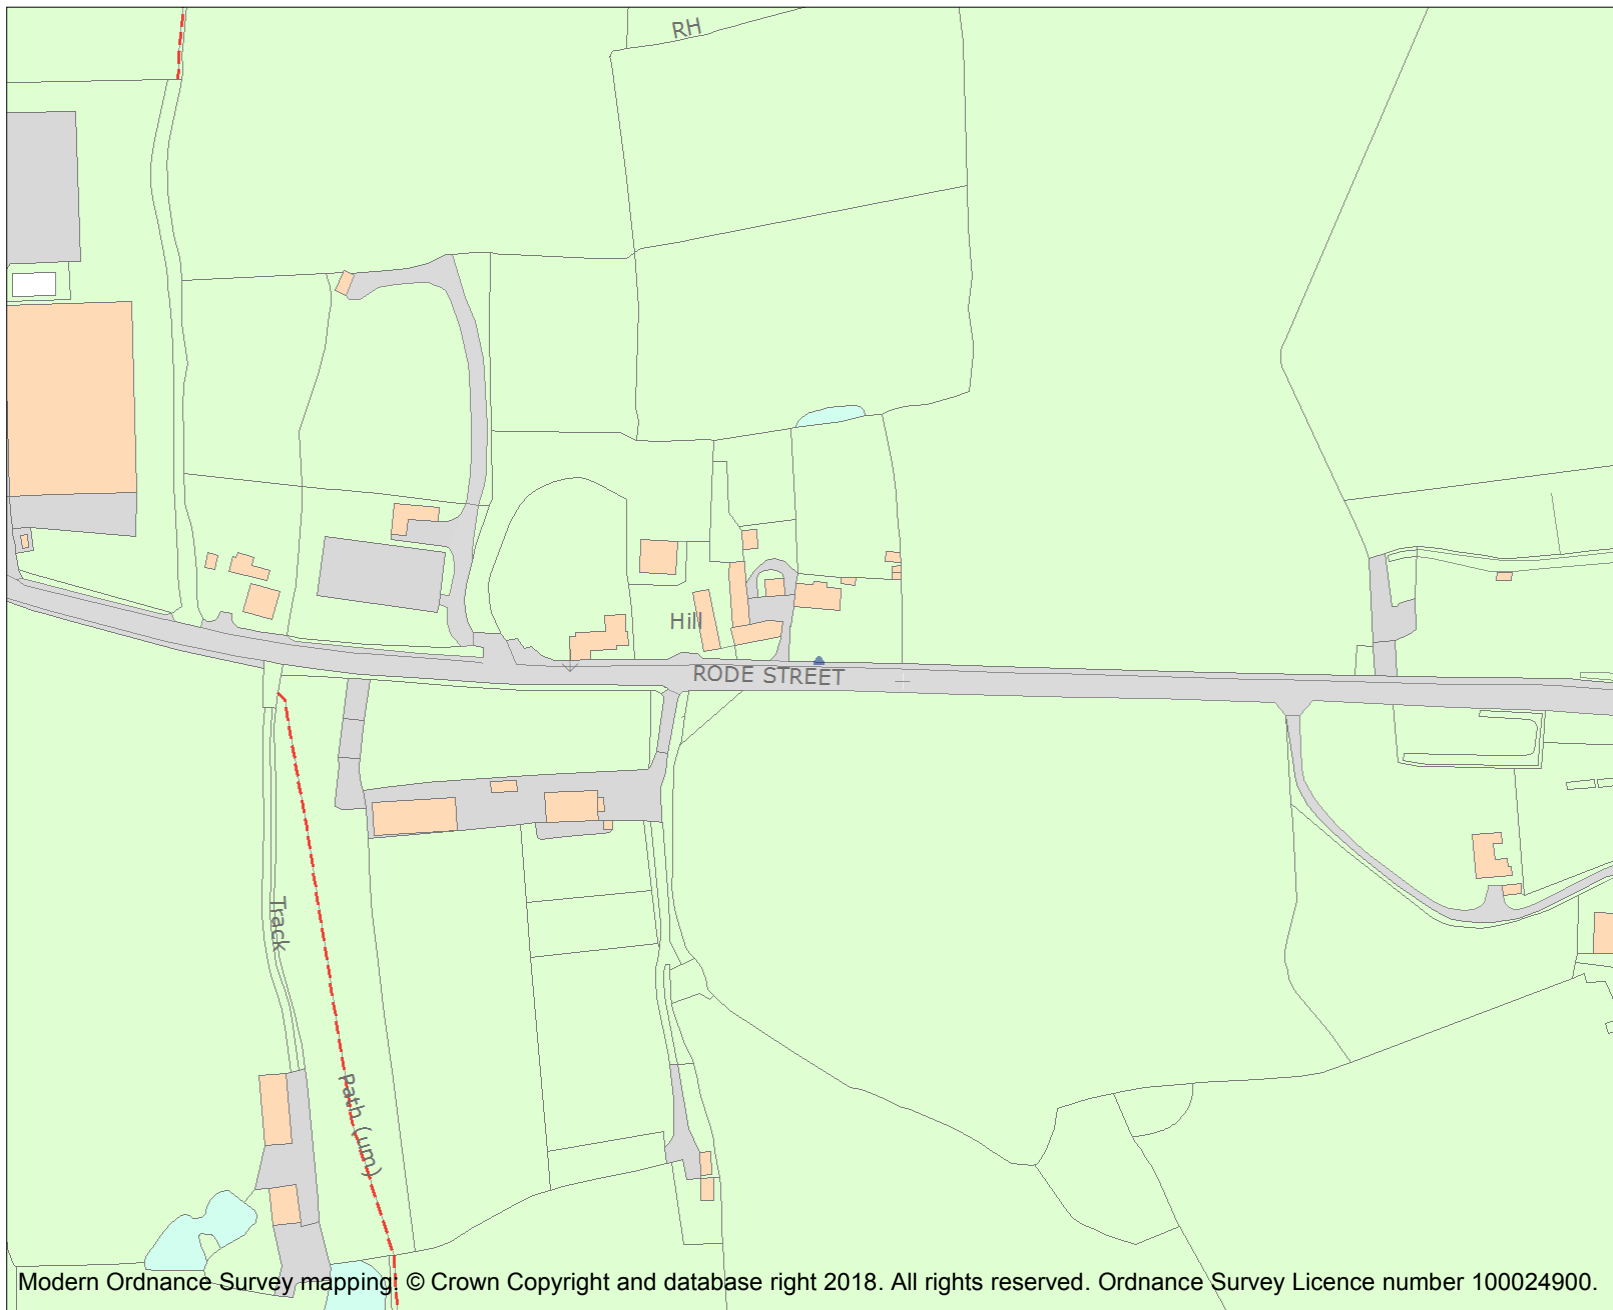 RH
Hill
RODE STREET
Track
Path (um)
Modern Ordnance Survey mapping: © Crown Copyright and database right 2018. All rights reserved. Ordnance Survey Licence number 100024900.